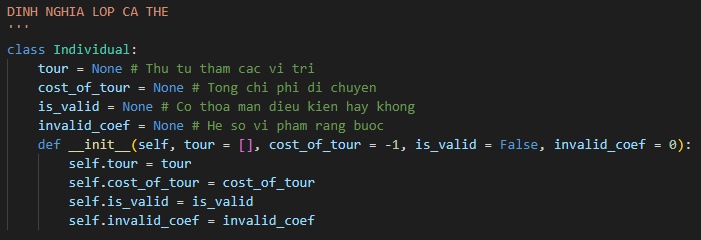 DINH NGHIA LOP CA THE
'''
class Individual:
    tour = None # Thu tu tham cac vi tri
    cost_of_tour = None # Tong chi phi di chuyen
    is_valid = None # Co thoa man dieu kien hay khong
    invalid_coef = None # He so vi pham rang buoc
    def __init__(self, tour = [], cost_of_tour = -1, is_valid = False, invalid_coef = 0):
        self.tour = tour
        self.cost_of_tour = cost_of_tour
        self.is_valid = is_valid
        self.invalid_coef = invalid_coef